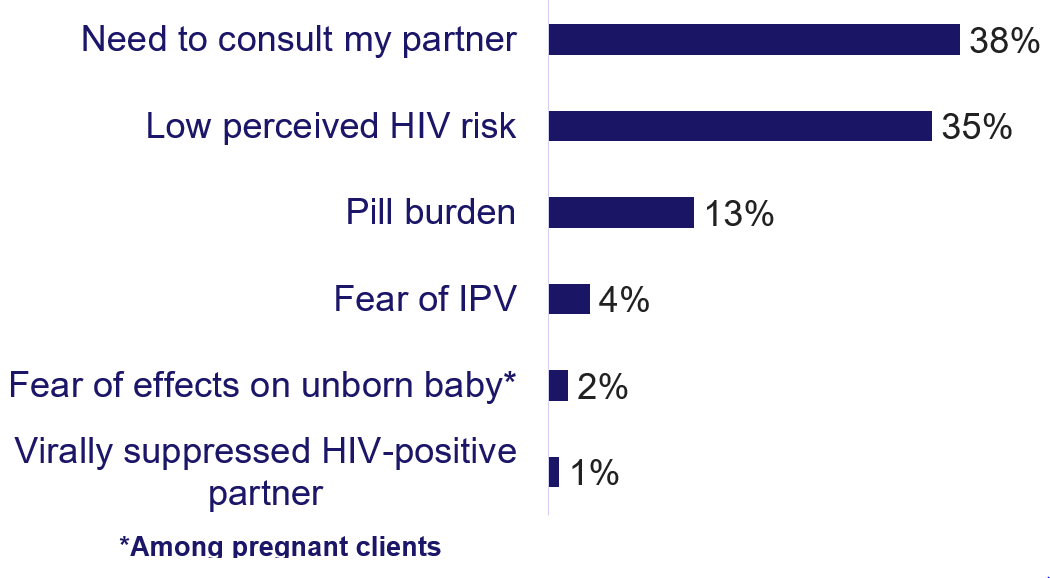 Need to consult my partner 38%
Low perceived HIV risk 35%
Pill burden 13%
Fear of IPV 4%
Fear of effects on unborn baby* 2%
Virally suppressed HIV-positive
partner 1%
*Among pregnant clients